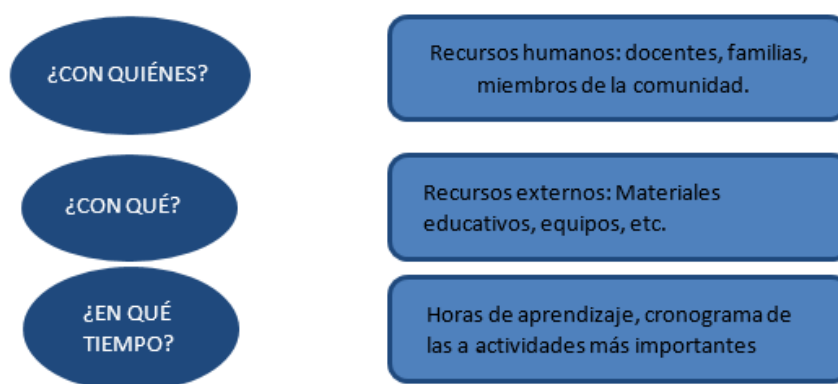 ¿CON QUIÉNES?
Recursos humanos: docentes, familias,
miembros de la comunidad.
¿CON QUÉ?
Recursos externos: Materiales
educativos, equipos, etc.
¿EN QUÉ
TIEMPO?
Horas de aprendizaje, cronograma de
las a actividades más importantes